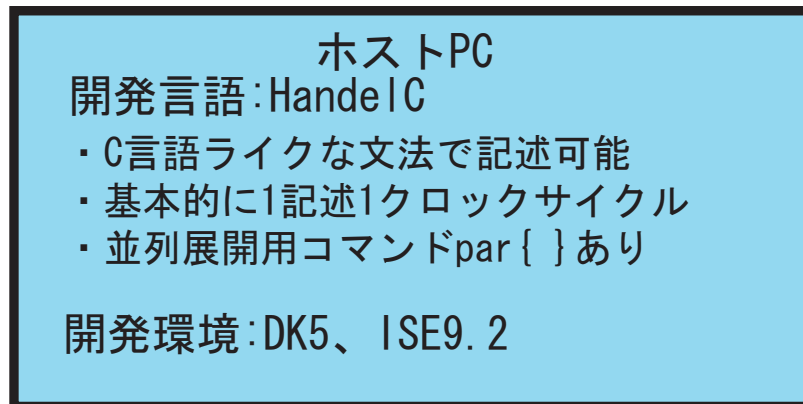 ホストPC
開発言語:HandelC
・C言語ライクな文法で記述可能
・基本的に1記述1クロックサイクル
・並列展開用コマンドpar{ }あり
開発環境:DK5、ISE9.2